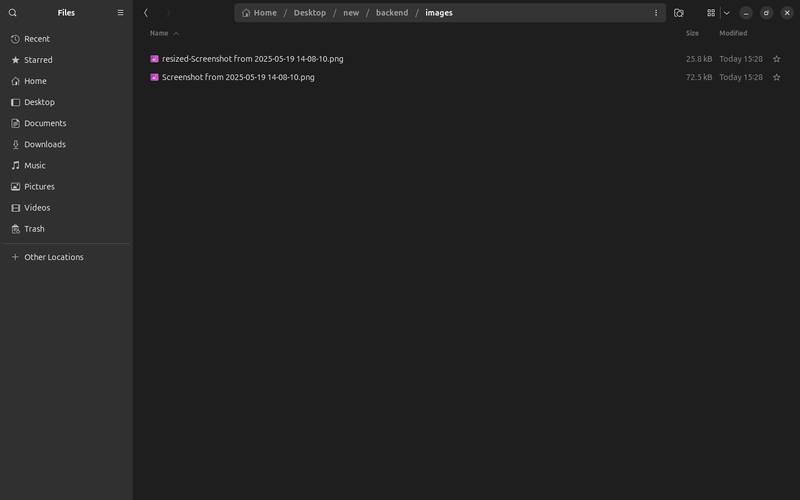 Files
Home / Desktop / new / backend / images
Name Size Modified
Recent
Starred
Home
Desktop
Documents
Downloads
Music
Pictures
Videos
Trash
Other Locations
resized-Screenshot from 2025-05-19 14-08-10.png 25.8 kB Today 15:28
Screenshot from 2025-05-19 14-08-10.png 72.5 kB Today 15:28